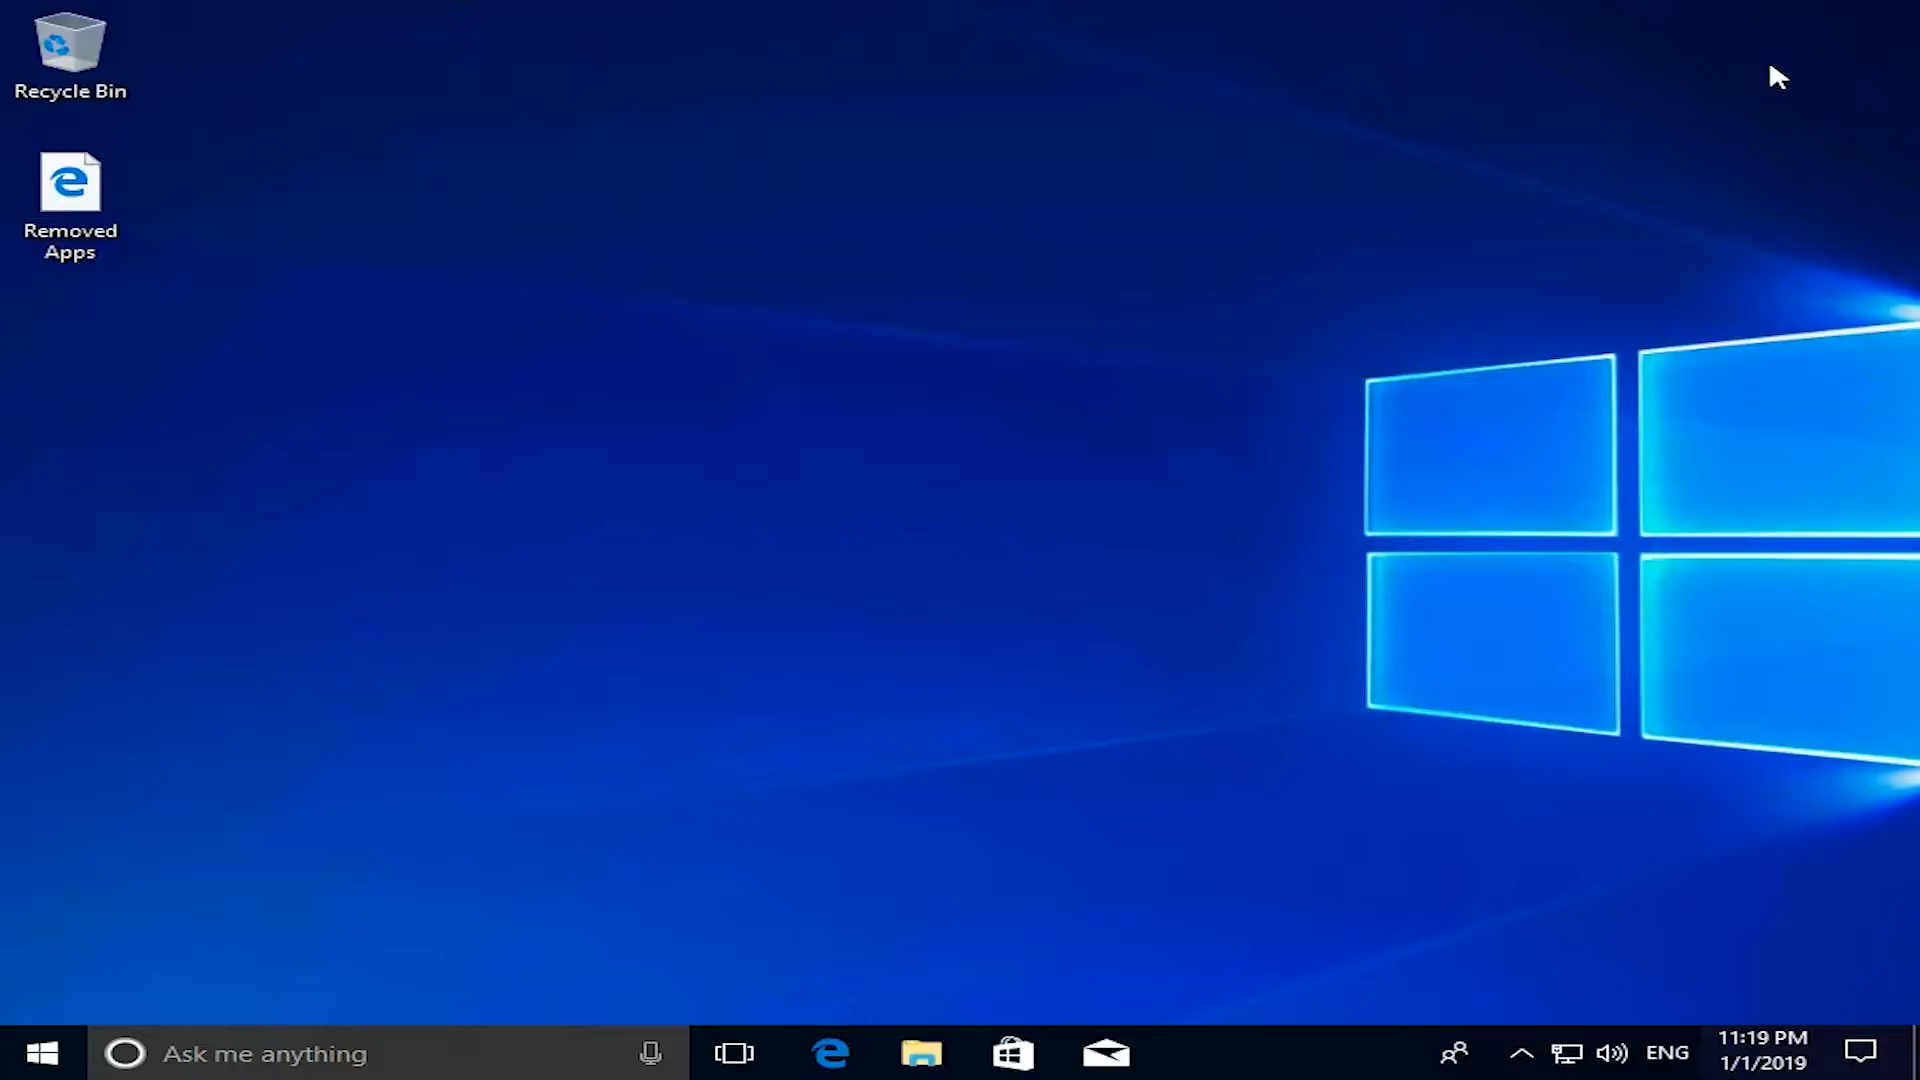 Recycle Bin
Removed
Apps
Ask me anything
ENG
11:19 PM
1/1/2019